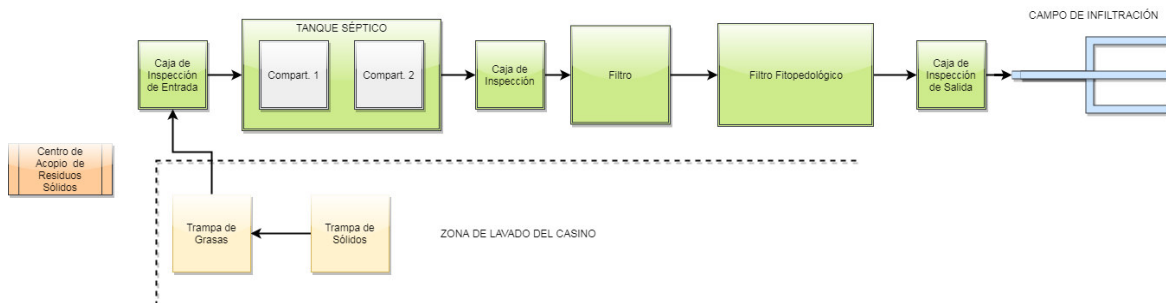 CAMPO DE INFILTRACIÓN
TANQUE SÉPTICO
Caja de
Inspección
de Entrada
Compart. 1
Compart. 2
Caja de
Inspección
Filtro
Filtro Fitopedológico
Caja de
Inspección
de Salida
Centro de
Acopio de
Residuos
Sólidos
Trampa de
Grasas
Trampa de
Sólidos
ZONA DE LAVADO DEL CASINO